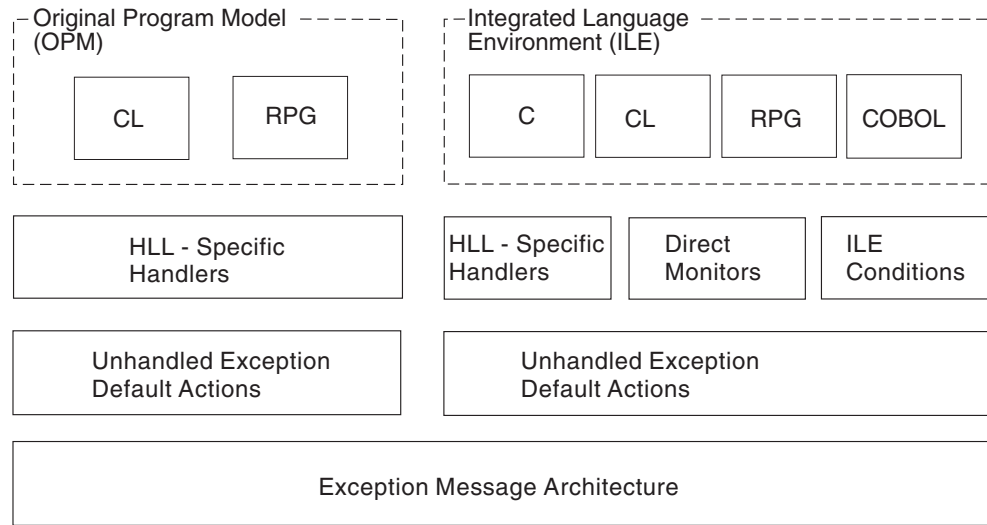 Original Program Model
(OPM)
CL
RPG
Integrated Language
Environment (ILE)
C
CL
RPG
COBOL
HLL - Specific
Handlers
HLL - Specific
Handlers
Direct
Monitors
ILE
Conditions
Unhandled Exception
Default Actions
Unhandled Exception
Default Actions
Exception Message Architecture